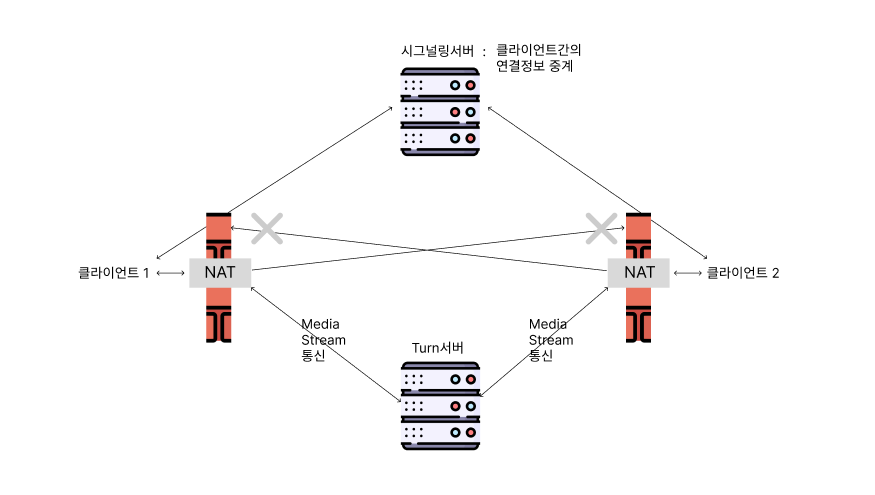 시그널링서버 : 클라이언트간의
연결정보 중계
NAT
NAT
클라이언트 1
클라이언트 2
Media
Stream
통신
Media
Stream
통신
Turn서버